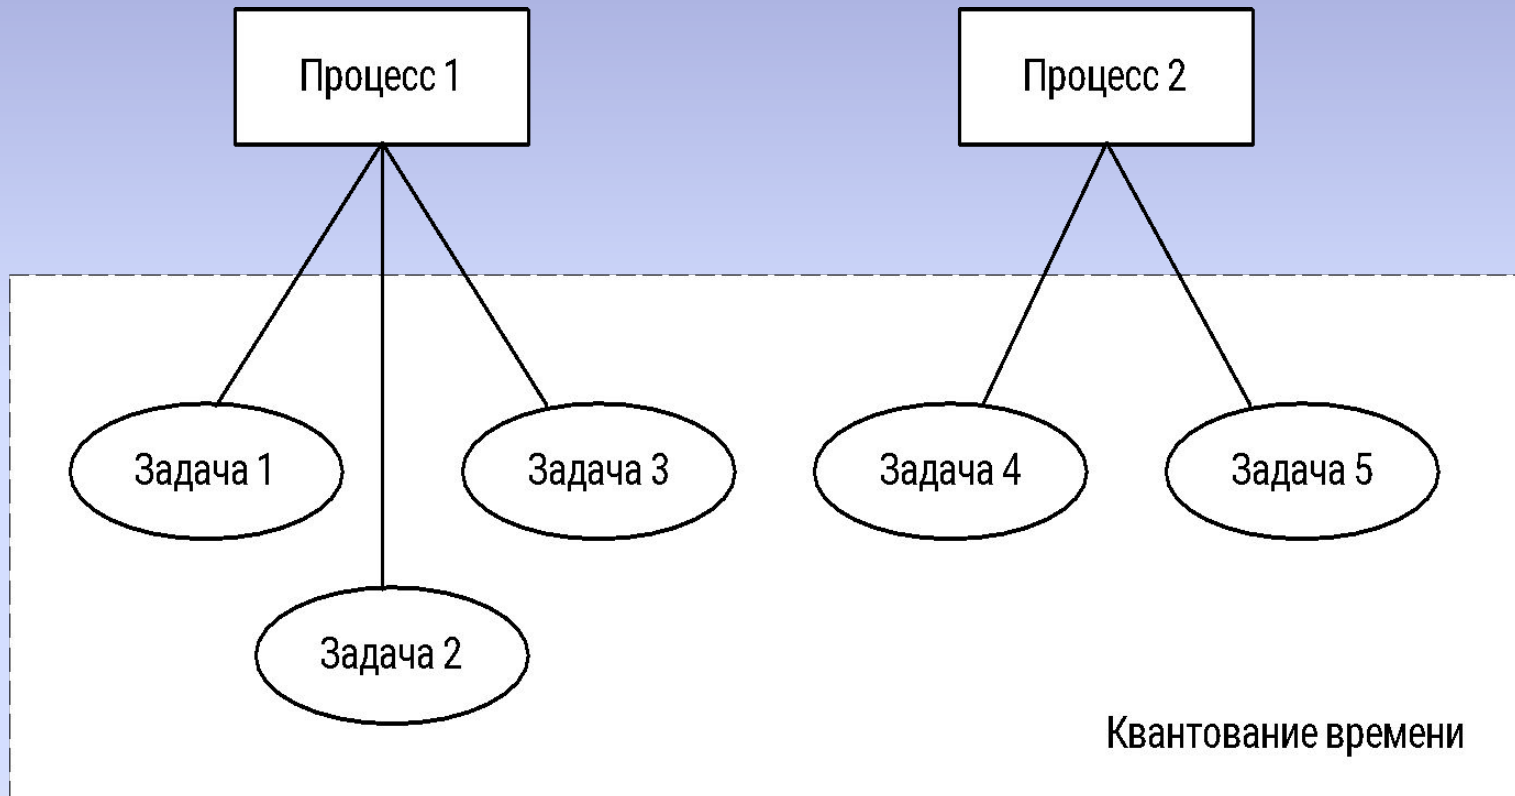 Процесс 1
Процесс 2
Задача 1
Задача 3
Задача 4
Задача 5
Задача 2
Квантование времени